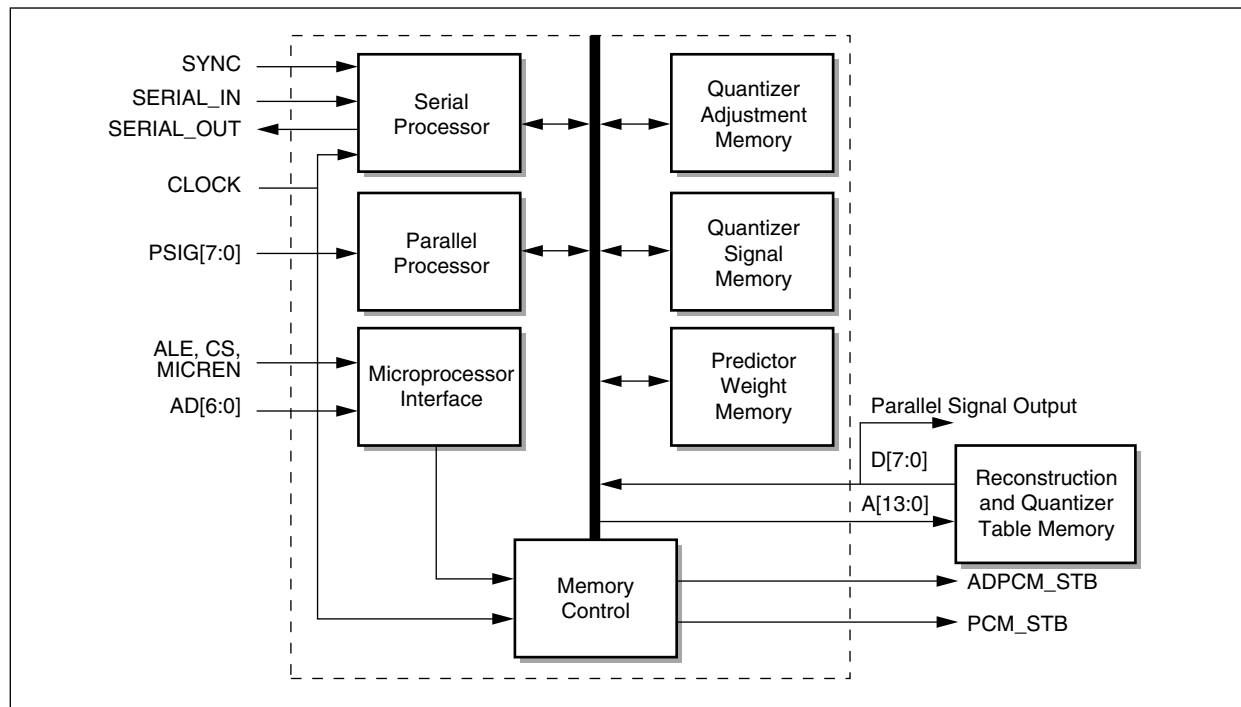 SYNC
SERIAL_IN
SERIAL_OUT
CLOCK
PSIG[7:0]
ALE, CS,
MICREN
AD[6:0]
Serial
Processor
Parallel
Processor
Microprocessor
Interface
Quantizer
Adjustment
Memory
Quantizer
Signal
Memory
Predictor
Weight
Memory
Parallel Signal Output
D[7:0]
A[13:0]
Reconstruction
and Quantizer
Table Memory
Memory
Control
ADPCM_STB
PCM_STB